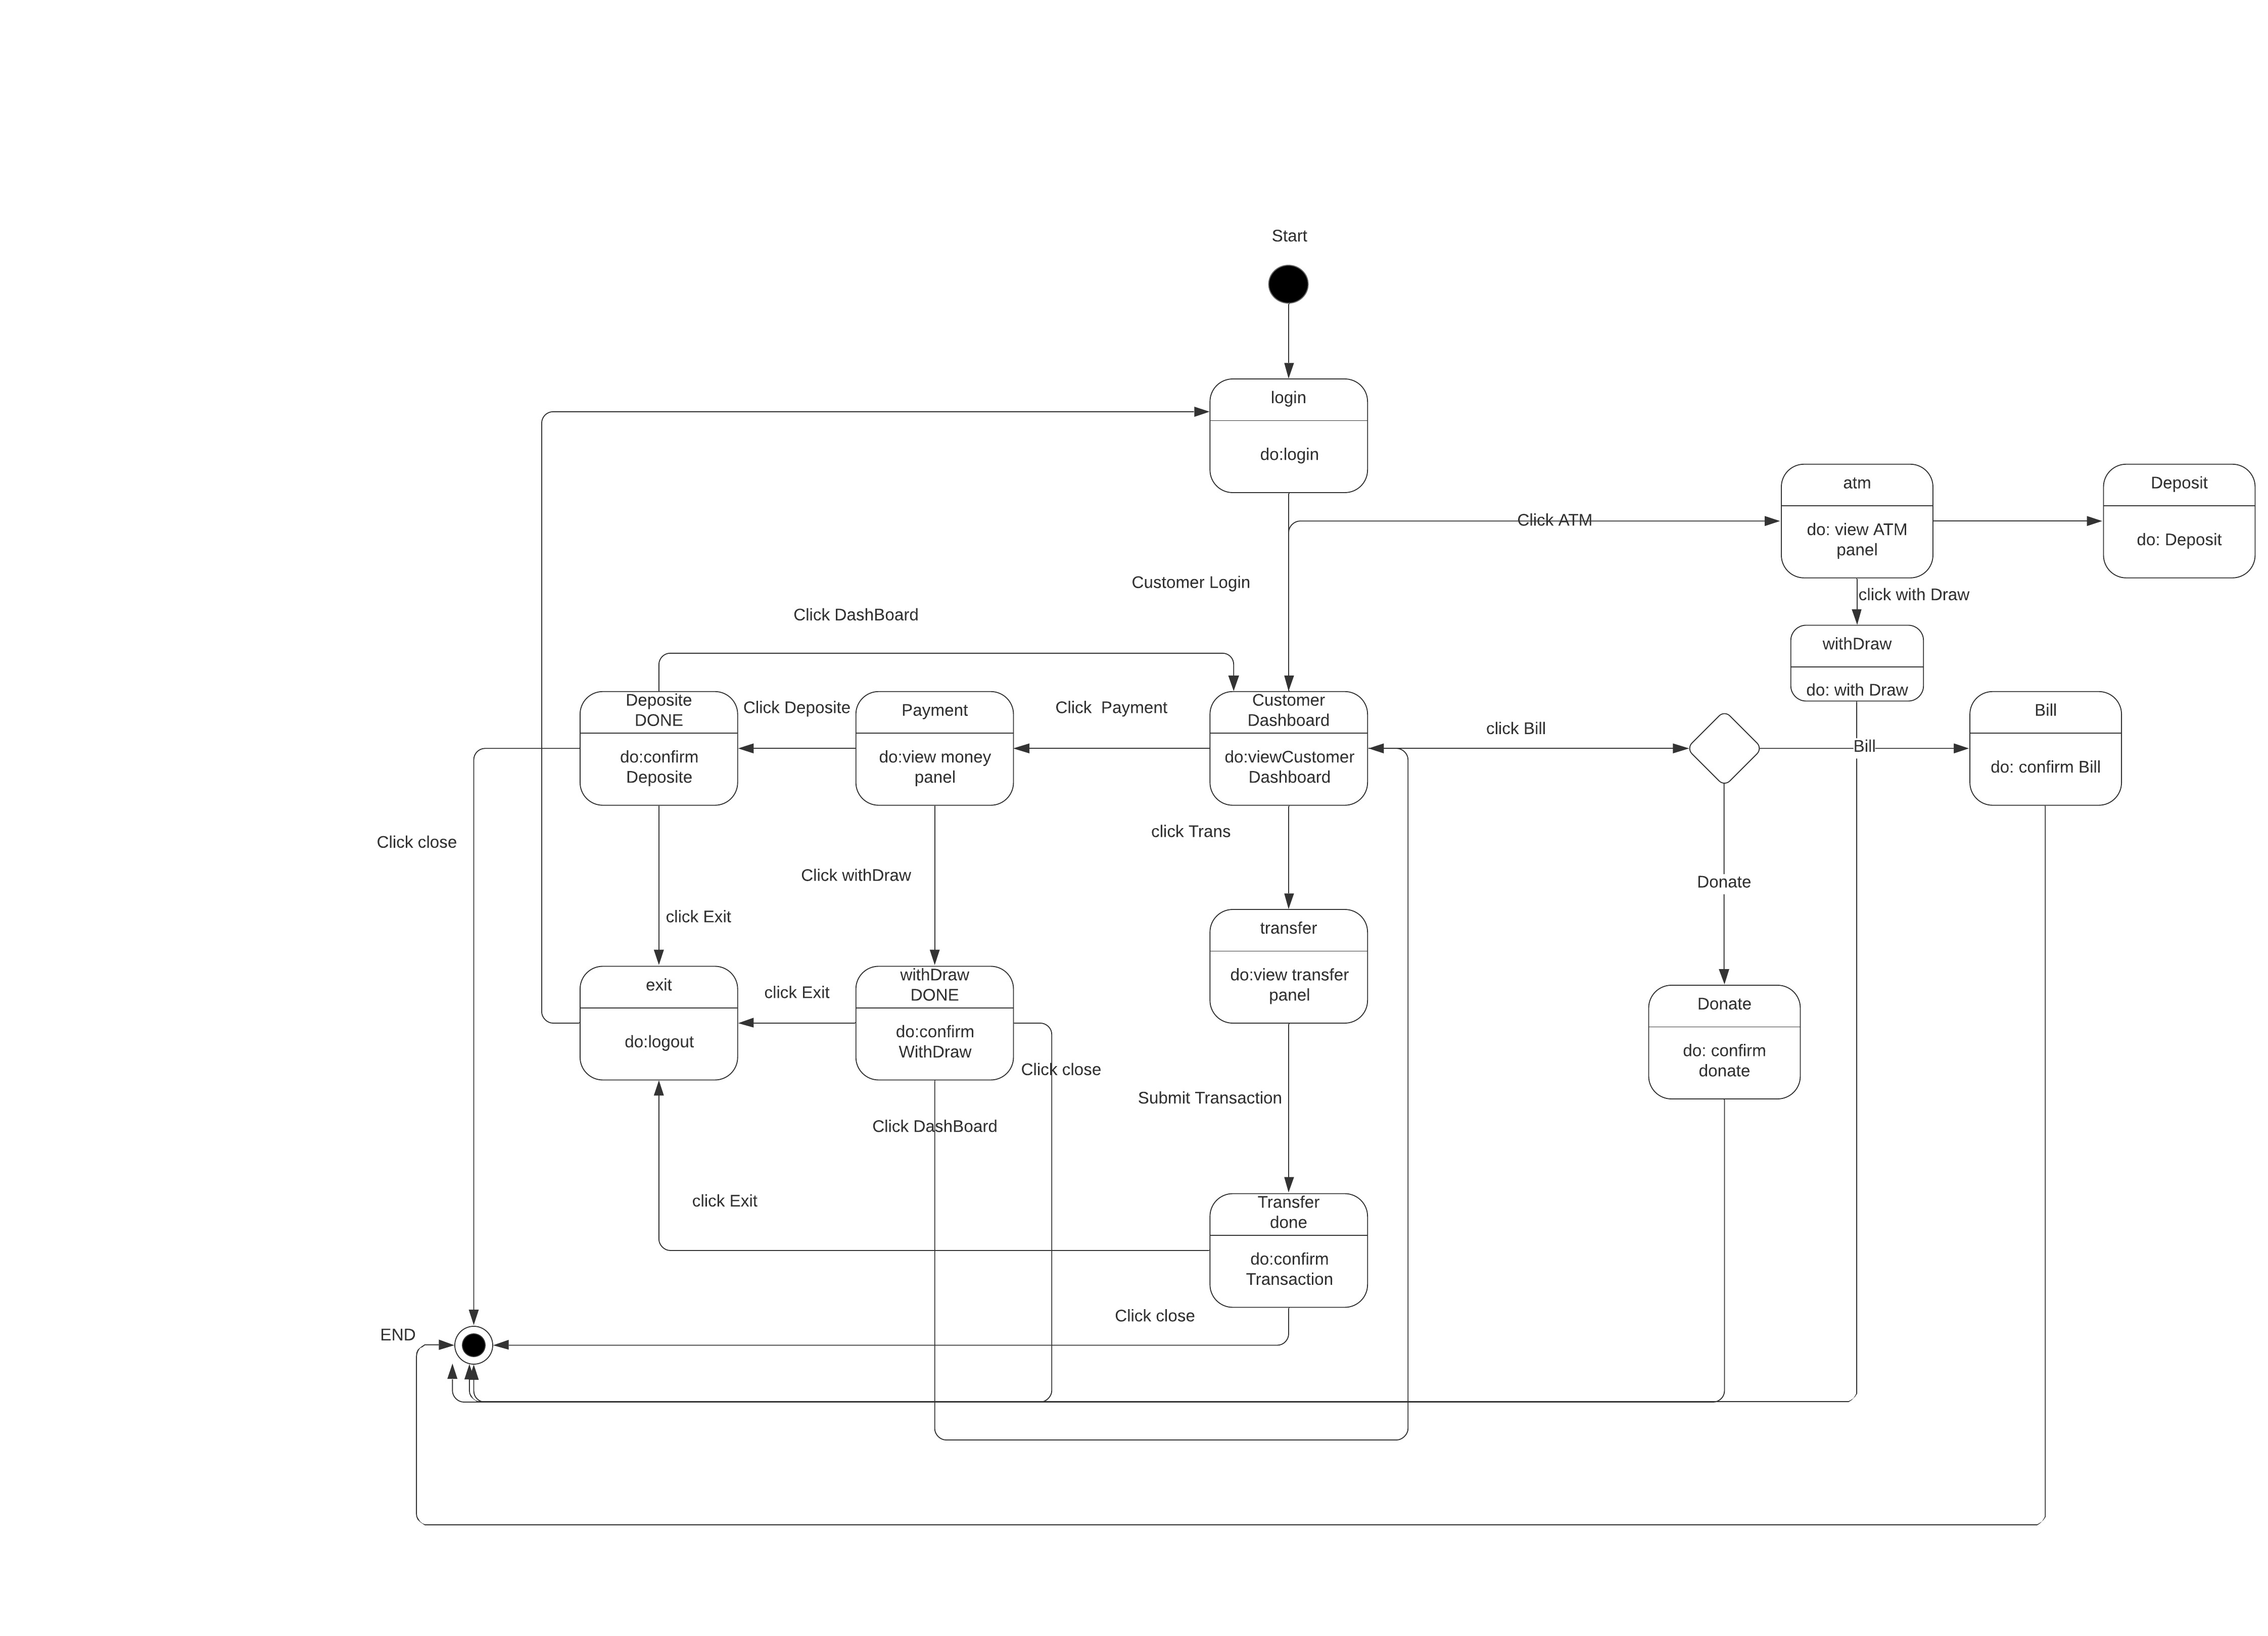 Start
login
do:login
atm
do: view ATM
panel
Deposit
do: Deposit
Click ATM
Customer Login
click with Draw
Click DashBoard
withDraw
do: with Draw
Deposite
DONE
do:confirm
Deposite
Click Deposite
Payment
do:view money
panel
Click  Payment
Customer
Dashboard
do:viewCustomer
Dashboard
click Bill
Bill
Bill
do: confirm Bill
Click close
click Trans
Click withDraw
Donate
click Exit
transfer
do:view transfer
panel
exit
do:logout
click Exit
withDraw
DONE
do:confirm
WithDraw
Click close
Donate
do: confirm
donate
Submit Transaction
Click DashBoard
click Exit
Transfer
done
do:confirm
Transaction
Click close
END